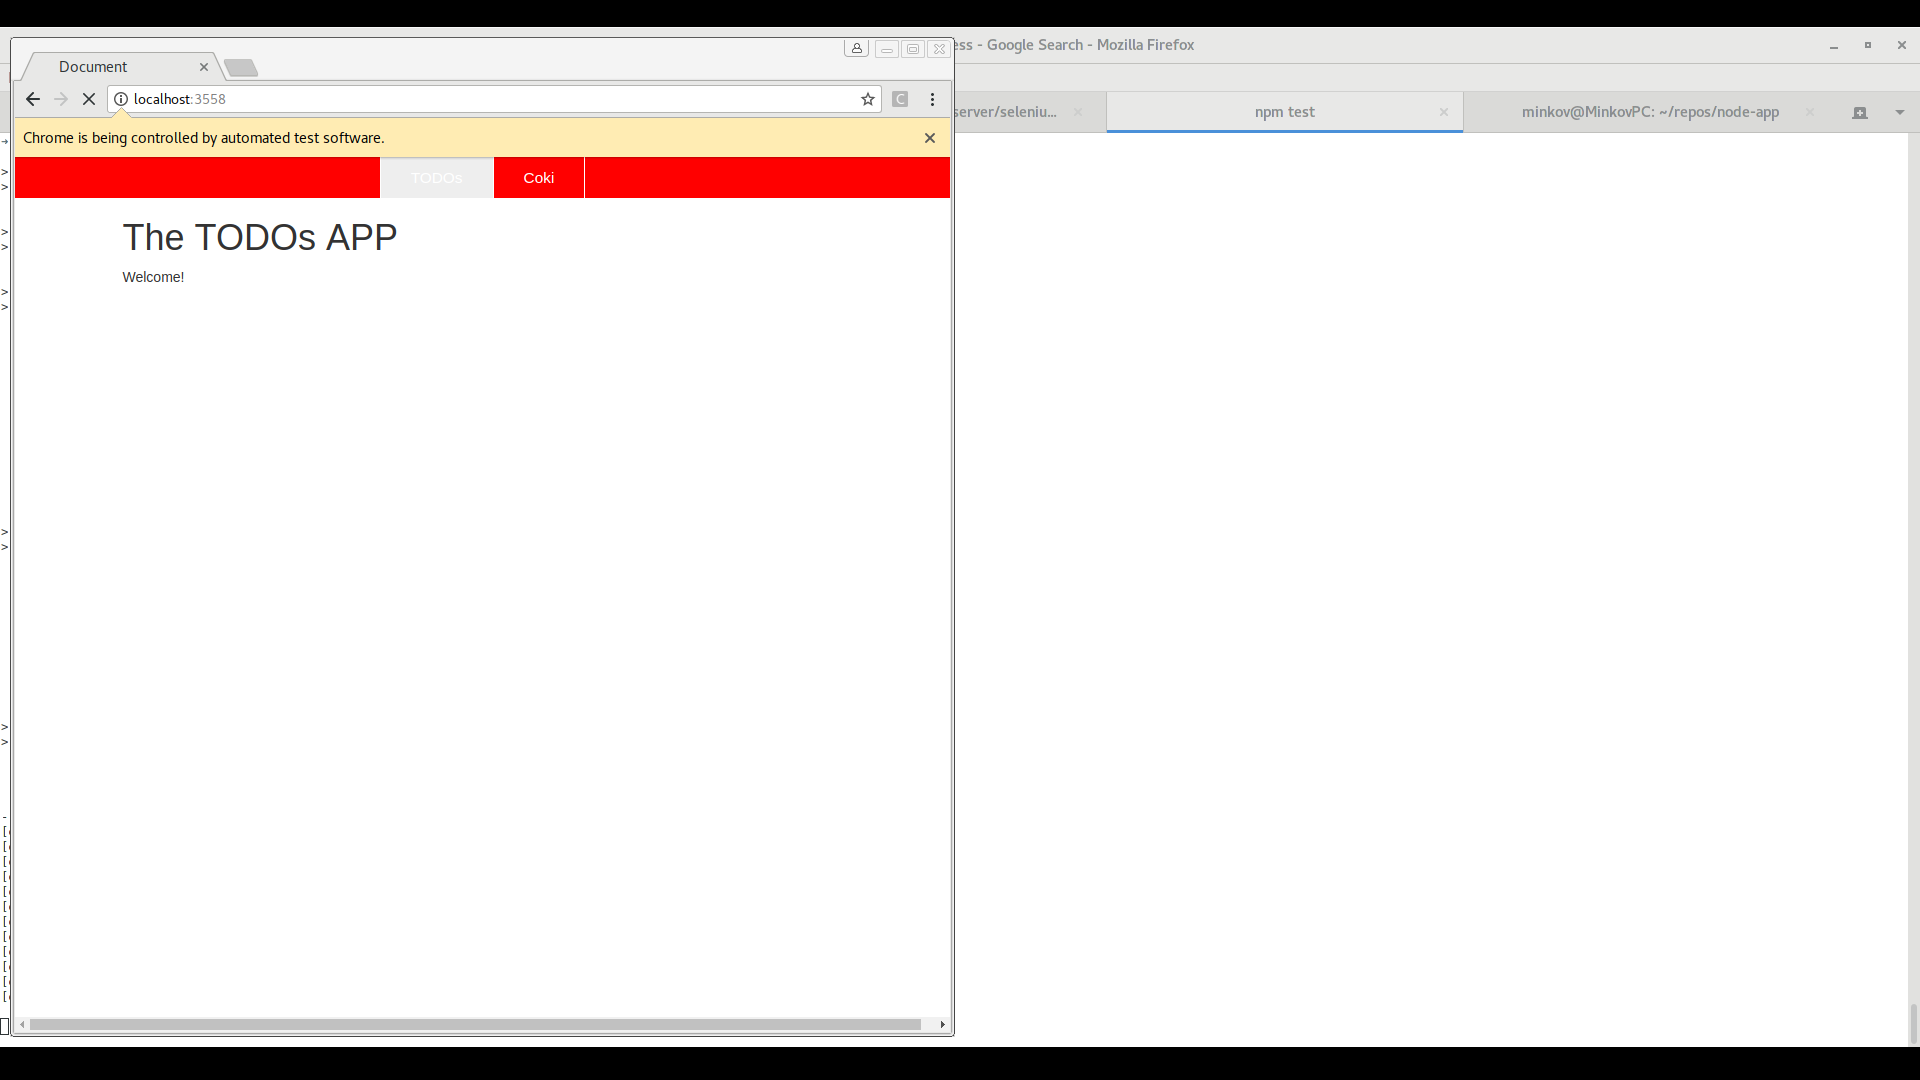 ess - Google Search - Mozilla Firefox
Document
localhost:3558
server/seleniu...
npm test
minkov@MinkovPC: ~/repos/node-app
Chrome is being controlled by automated test software.
TODOs
Coki
The TODOs APP
Welcome!